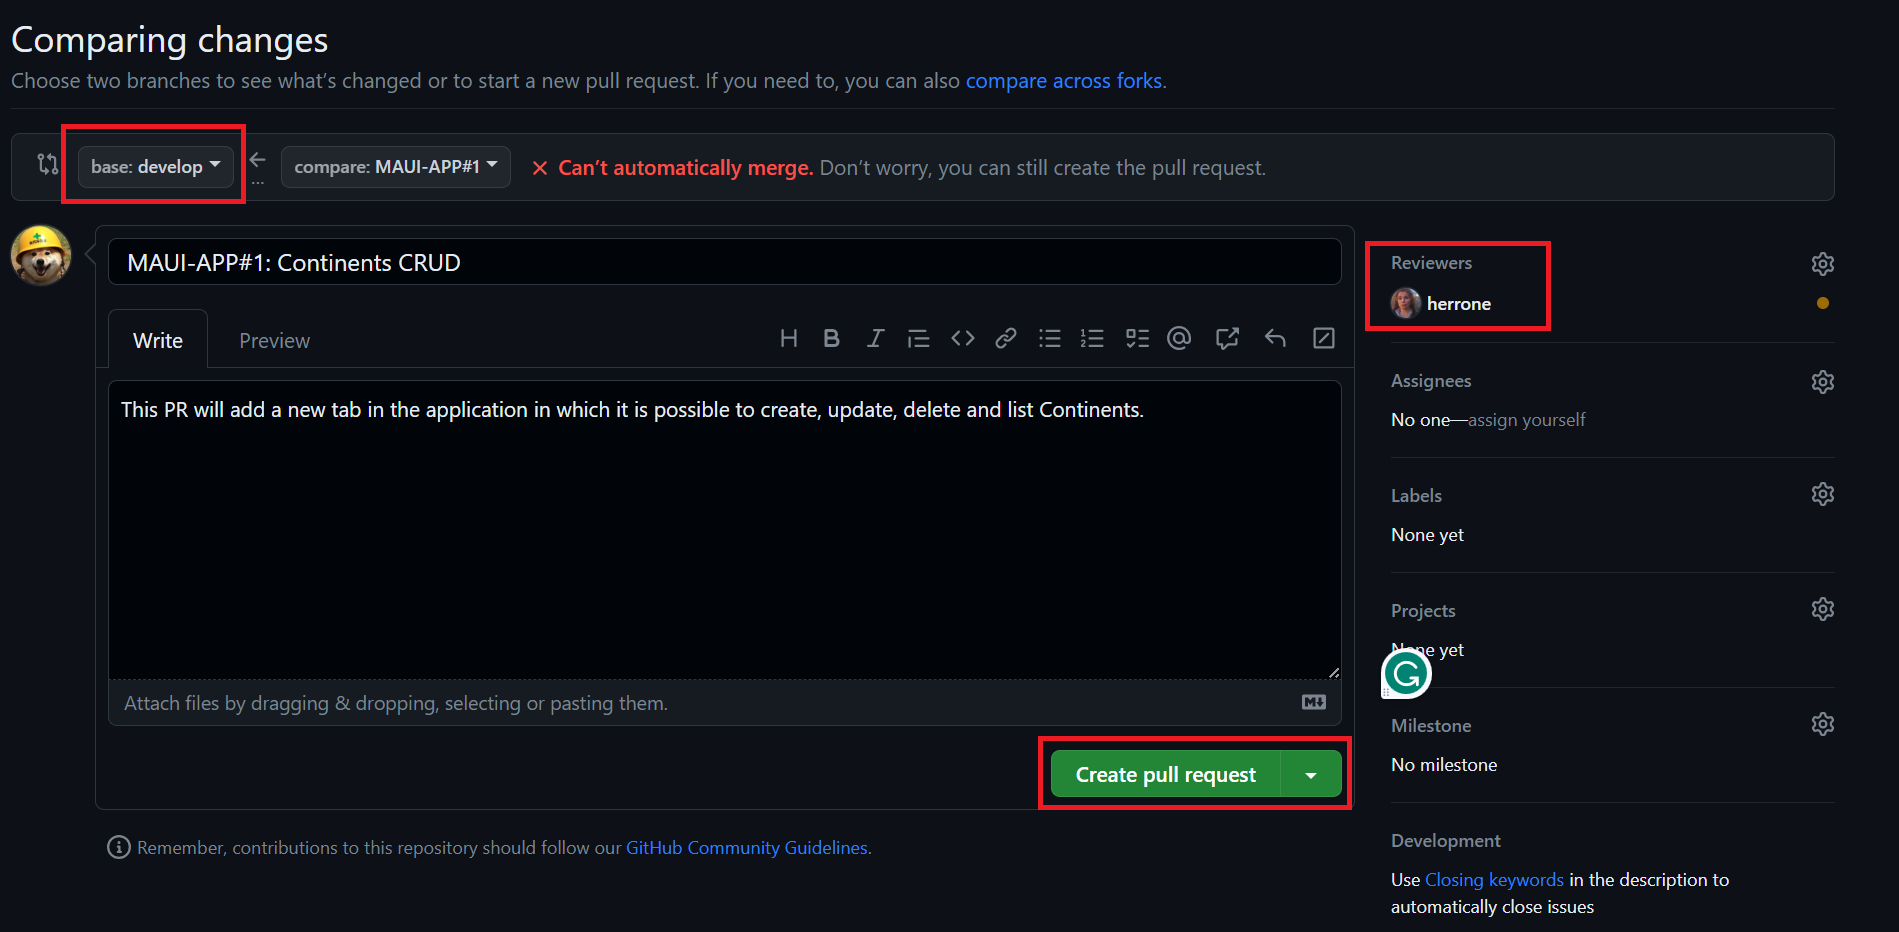 Comparing changes
Choose two branches to see what's changed or to start a new pull request. If you need to, you can also compare across forks.
base: develop
...
compare: MAUI-APP#1
Can't automatically merge. Don't worry, you can still create the pull request.
MAUI-APP#1: Continents CRUD
Write
Preview
This PR will add a new tab in the application in which it is possible to create, update, delete and list Continents.
Attach files by dragging & dropping, selecting or pasting them.
Create pull request
Remember, contributions to this repository should follow our GitHub Community Guidelines.
Reviewers
herrone
Assignees
No one—assign yourself
Labels
None yet
Projects
None yet
Milestone
No milestone
Development
Use Closing keywords in the description to
automatically close issues